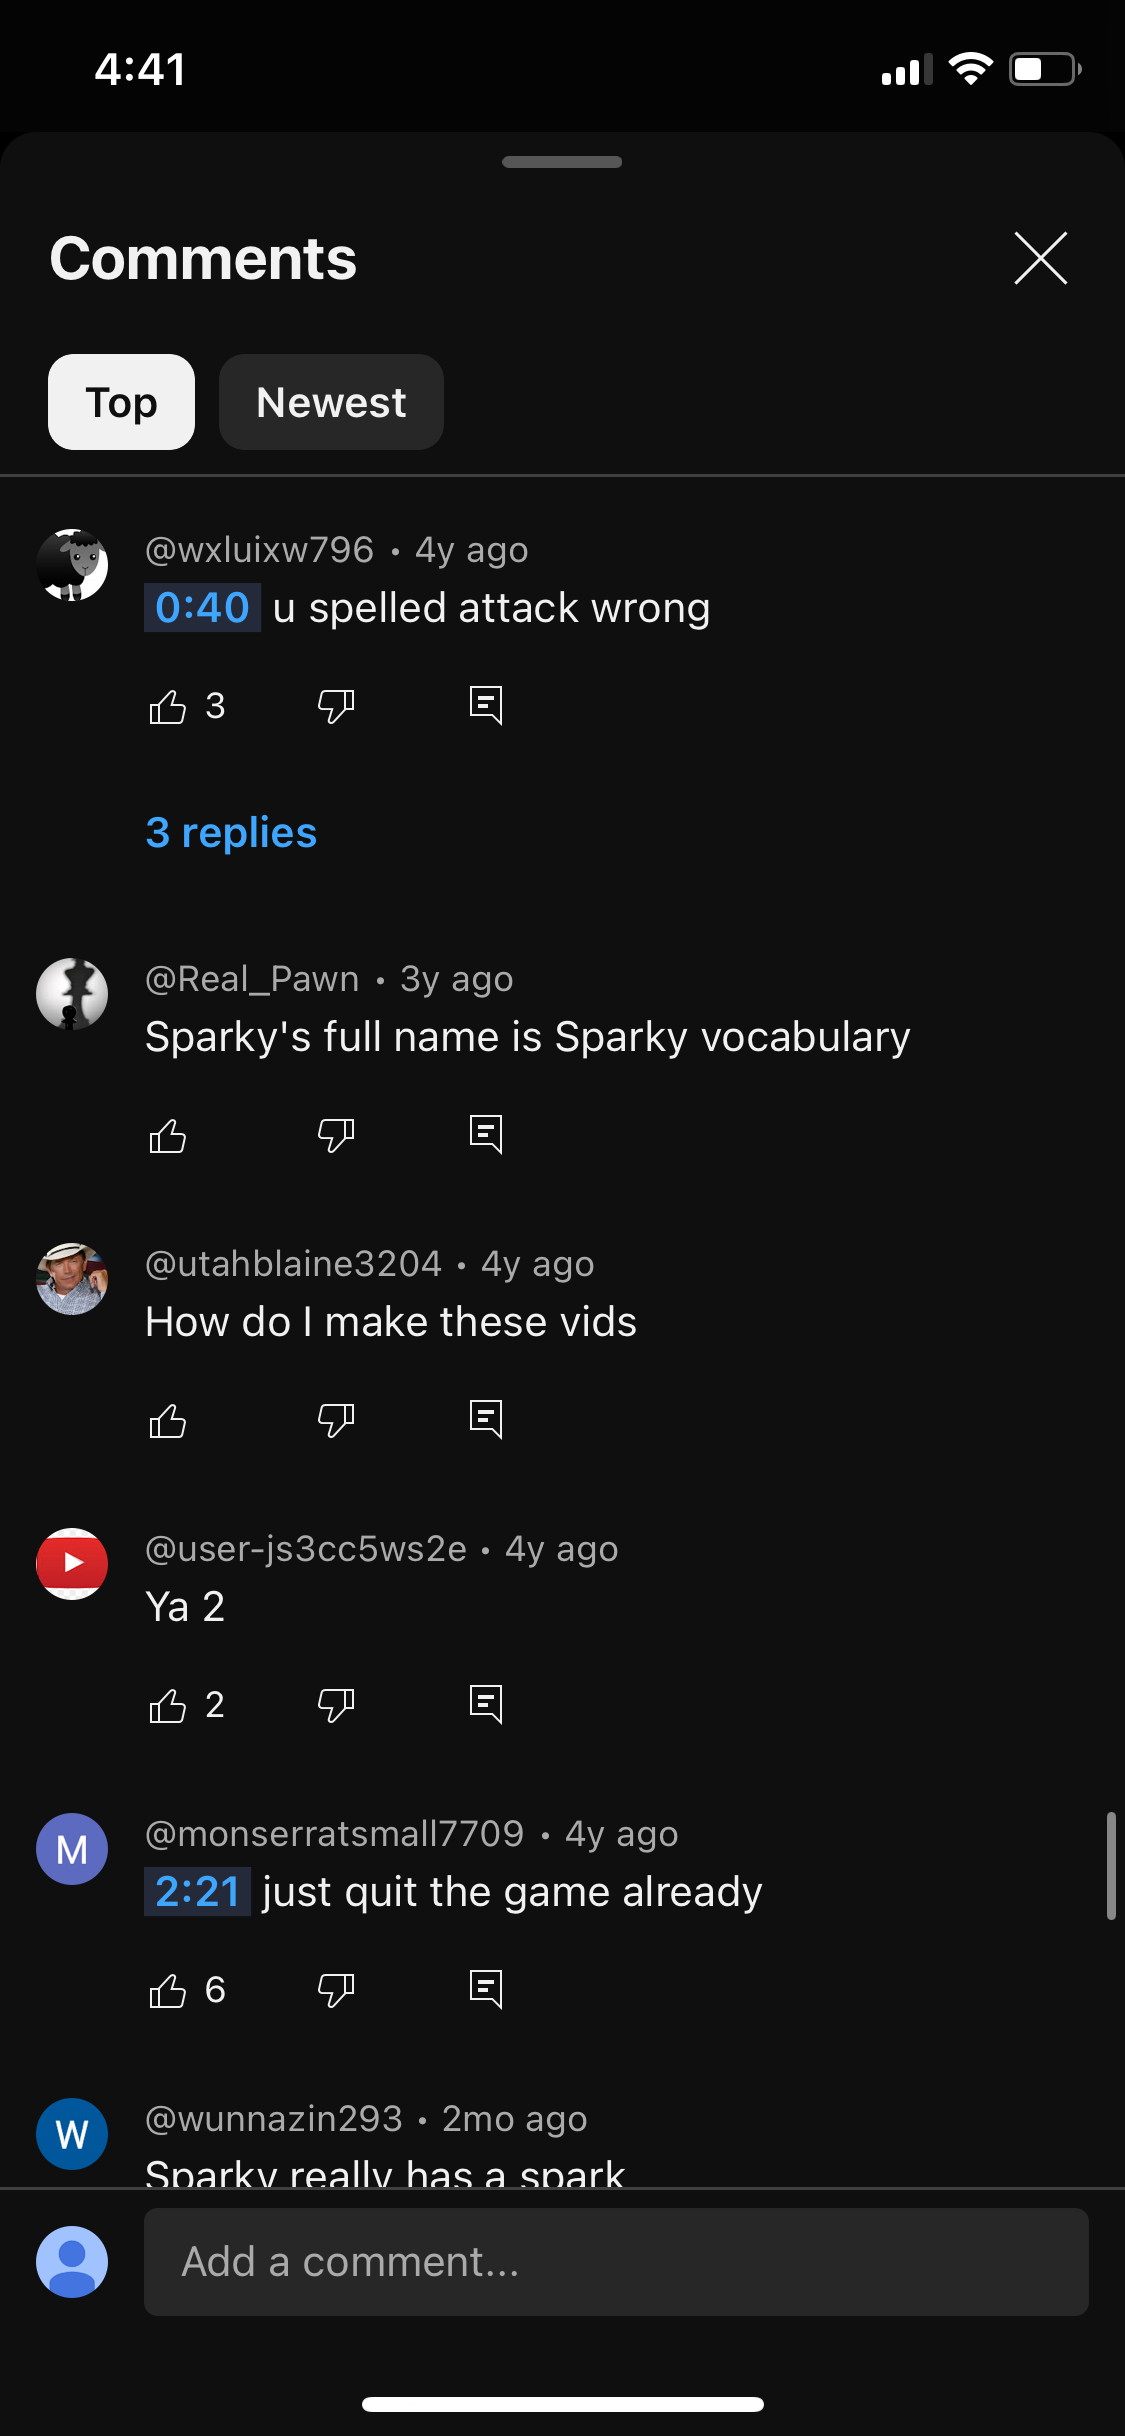 4:41
Comments
Top
Newest
@wxluixw796 • 4y ago
0:40 u spelled attack wrong
3
3 replies
@Real_Pawn • 3y ago
Sparky's full name is Sparky vocabulary
@utahblaine3204 • 4y ago
How do I make these vids
@user-js3cc5ws2e • 4y ago
Ya 2
2
M
@monserratsmall7709 • 4y ago
2:21 just quit the game already
6
W
@wunnazin293 • 2mo ago
Sparky really has a spark
Add a comment...